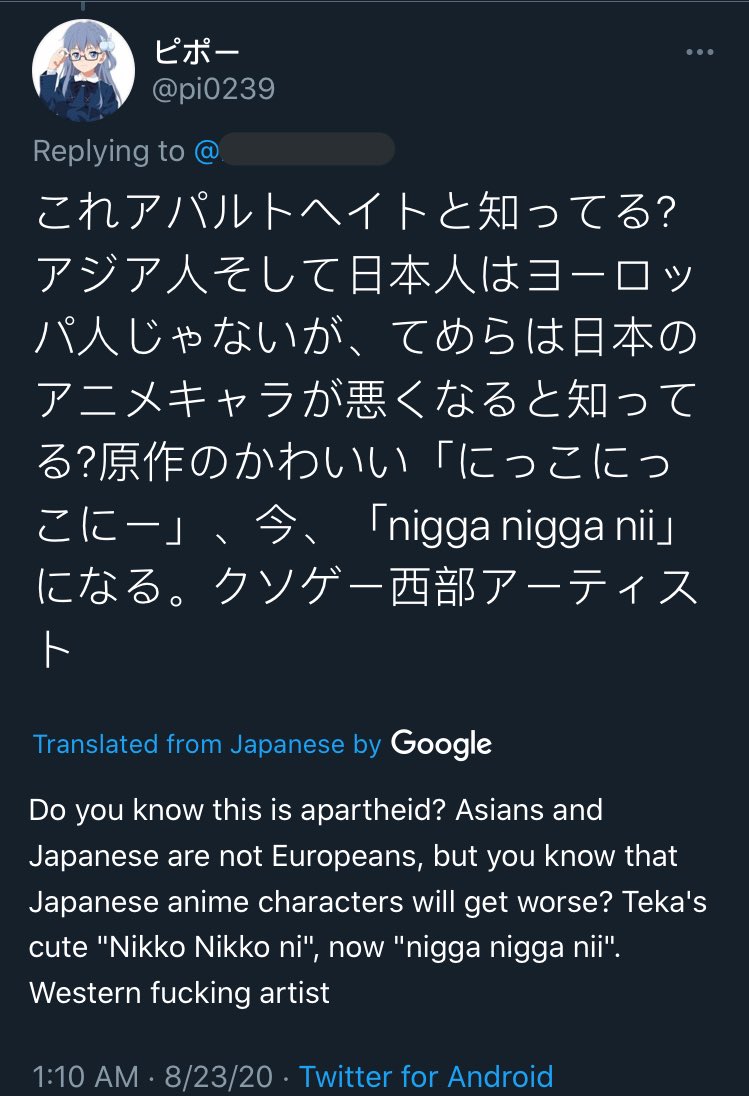 ピポー
@pi0239
Replying to @
これアパルトヘイトと知ってる?
アジア人そして日本人はヨーロッ
パ人じゃないが、てめらは日本の
アニメキャラが悪くなると知って
る?原作のかわいい「にっこにっ
こにー」、今、「nigga nigga nii」
になる。クソゲー西部アーティス
ト
Translated from Japanese by Google
Do you know this is apartheid? Asians and
Japanese are not Europeans, but you know that
Japanese anime characters will get worse? Teka's
cute "Nikko Nikko ni", now "nigga nigga nii".
Western fucking artist
1:10 AM · 8/23/20 · Twitter for Android